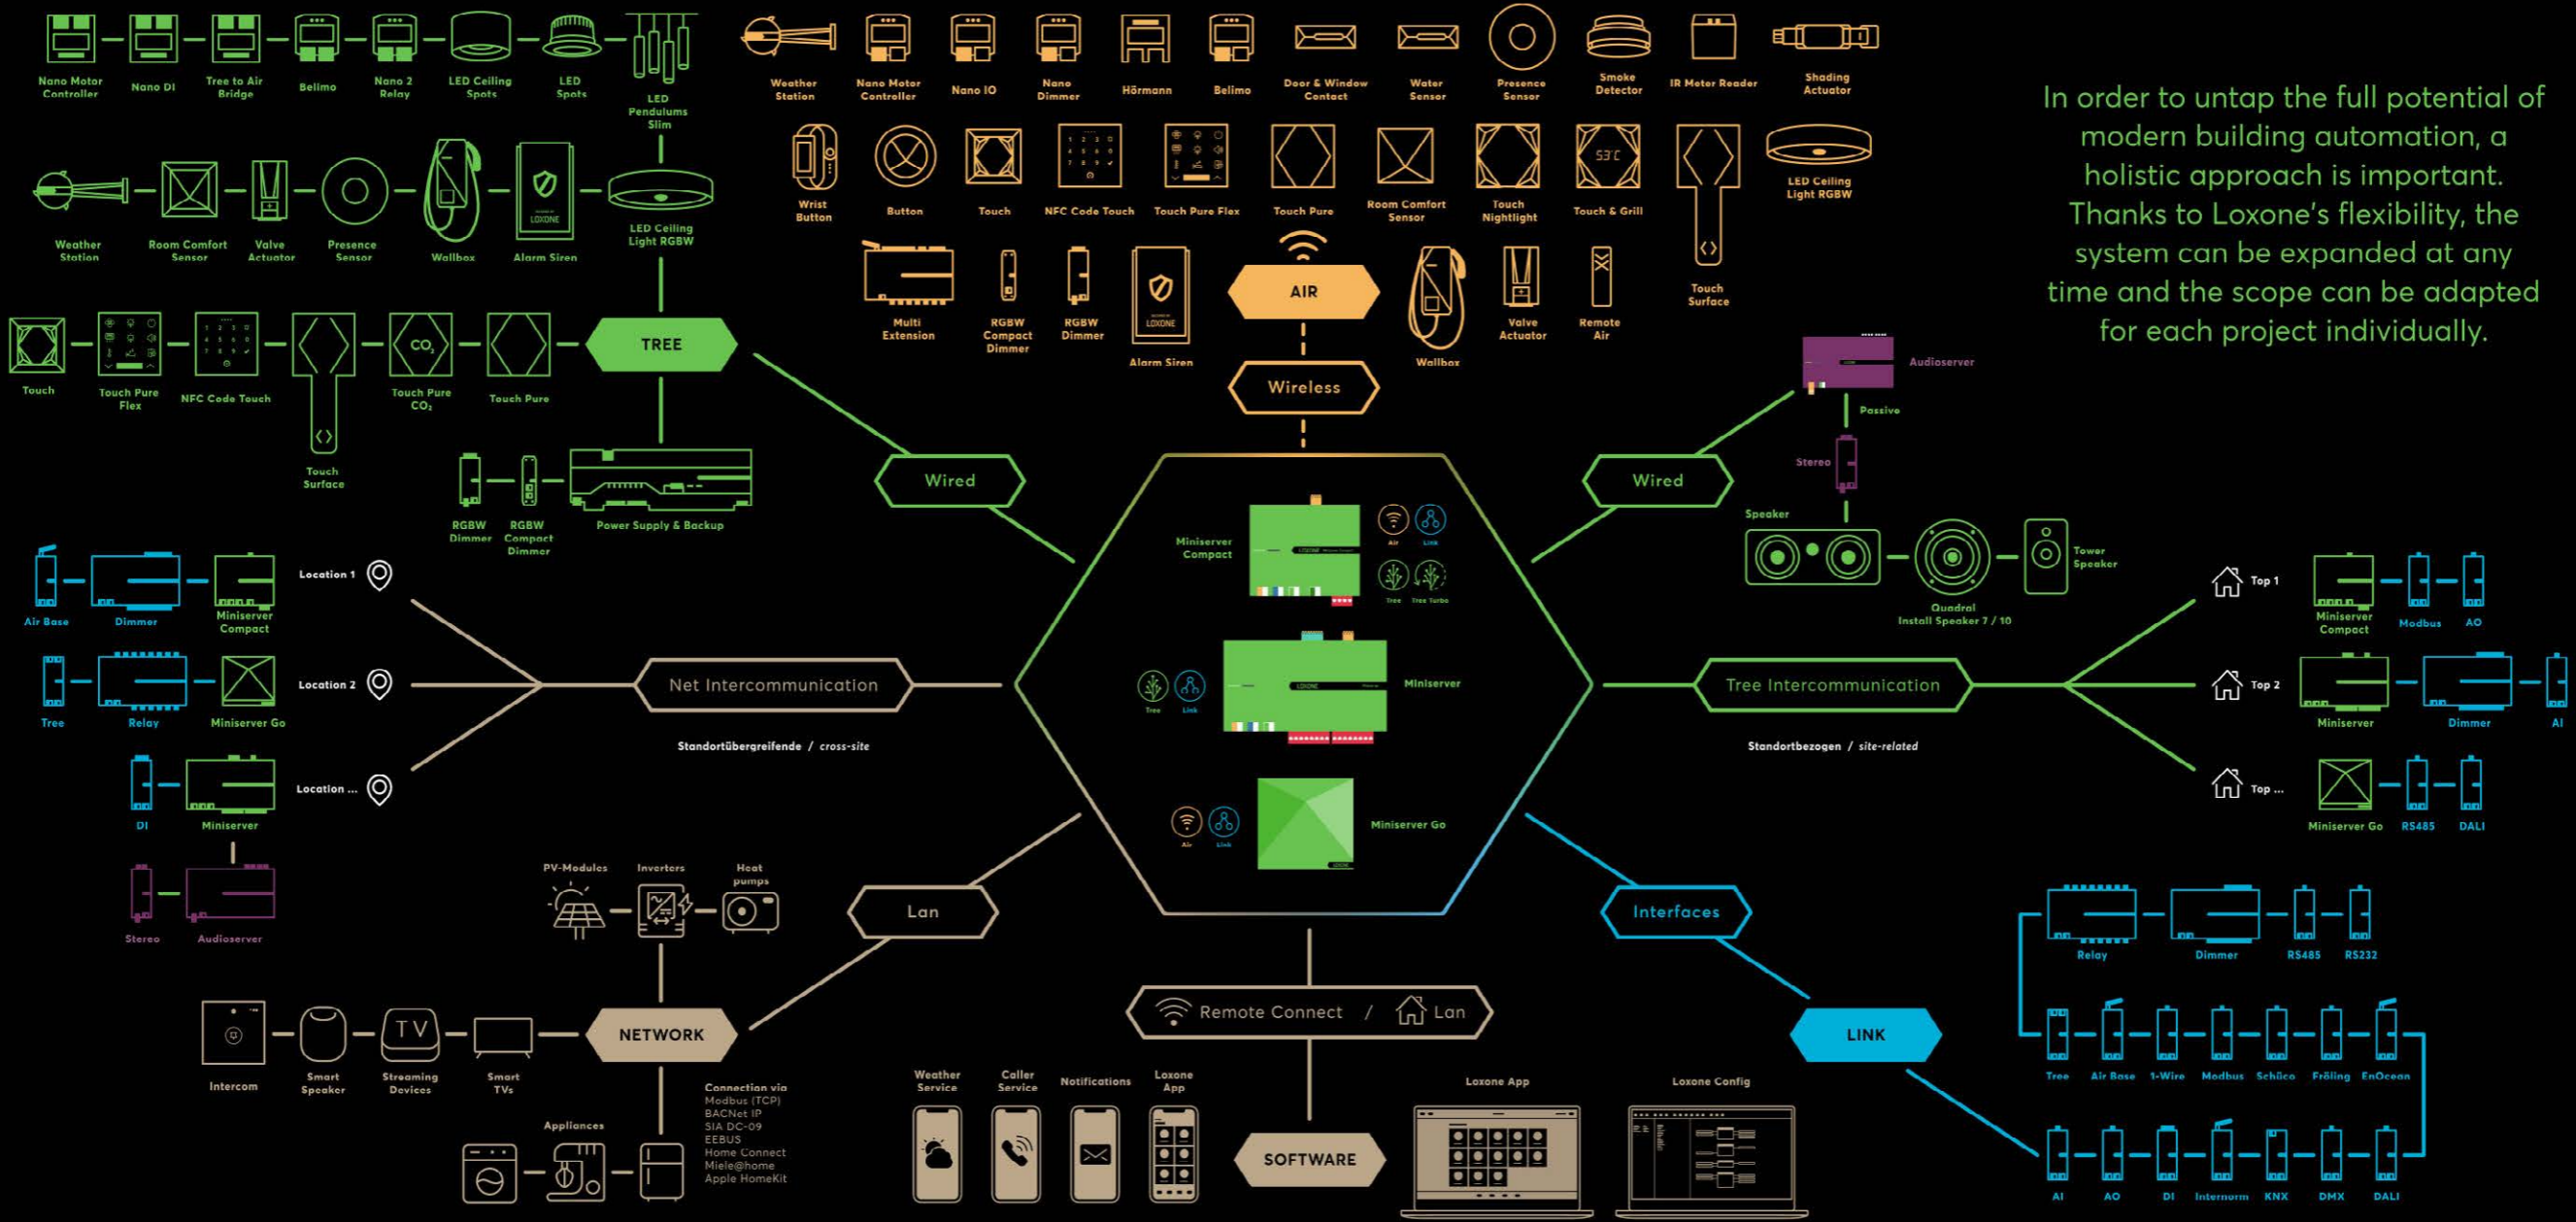 Nano Motor
Controller
Nano DI
Tree to Air
Bridge
Belimo
Nano 2
Relay
LED Ceiling
Spots
LED
Spots
LED
Pendulums
Slim
Weather
Station
Room Comfort
Sensor
Valve
Actuator
Presence
Sensor
Wallbox
LOXONE
Alarm Siren
LED Ceiling
Light RGBW
Touch
Touch Pure
Flex
NFC Code Touch
Touch
Surface
CO₂
Touch Pure
CO₂
Touch Pure
TREE
RGBW
Dimmer
RGBW
Compact
Dimmer
Power Supply & Backup
Wired
Weather
Station
Nano Motor
Controller
Nano IO
Nano
Dimmer
Hörmann
Belimo
Door & Window
Contact
Water
Sensor
Presence
Sensor
Smoke
Detector
IR Meter Reader
Shading
Actuator
Wrist
Button
Button
Touch
NFC Code Touch
Touch Pure Flex
Touch Pure
Room Comfort
Sensor
Touch
Nightlight
53°C
Touch & Grill
Touch
Surface
LED Ceiling
Light RGBW
Multi
Extension
RGBW
Compact
Dimmer
RGBW
Dimmer
LOXONE
Alarm Siren
AIR
Wallbox
Valve
Actuator
Remote
Air
Wireless
In order to untap the full potential of
modern building automation, a
holistic approach is important.
Thanks to Loxone's flexibility, the
system can be expanded at any
time and the scope can be adapted
for each project individually.
Audioserver
Passive
Stereo
Wired
Speaker
Quadral
Install Speaker 7 / 10
Tower
Speaker
Miniserver
Compact
LOXONE
Air
Link
Tree
Tree Turbo
Tree
Link
LOXONE
Miniserver
Air
Link
LOXONE
Miniserver Go
Air Base
Dimmer
Miniserver
Compact
Location 1
Tree
Relay
Miniserver Go
Location 2
DI
Miniserver
Location ...
Stereo
Audioserver
Net Intercommunication
Standortübergreifende / cross-site
Tree Intercommunication
Standortbezogen / site-related
Top 1
Miniserver
Compact
Modbus
AO
Top 2
Miniserver
Dimmer
AI
Top ...
Miniserver Go
RS485
DALI
PV-Modules
Inverters
Heat
pumps
Lan
Intercom
Smart
Speaker
TV
Streaming
Devices
Smart
TVs
NETWORK
Appliances
Connection via
Modbus (TCP)
BACNet IP
SIA DC-09
EEBUS
Home Connect
Miele@home
Apple HomeKit
Remote Connect / Lan
Weather
Service
Caller
Service
Notifications
Loxone
App
SOFTWARE
Loxone App
Loxone Config
Interfaces
LINK
Relay
Dimmer
RS485
RS232
Tree
Air Base
1-Wire
Modbus
Schüco
Fröling
EnOcean
AI
AO
DI
Internorm
KNX
DMX
DALI